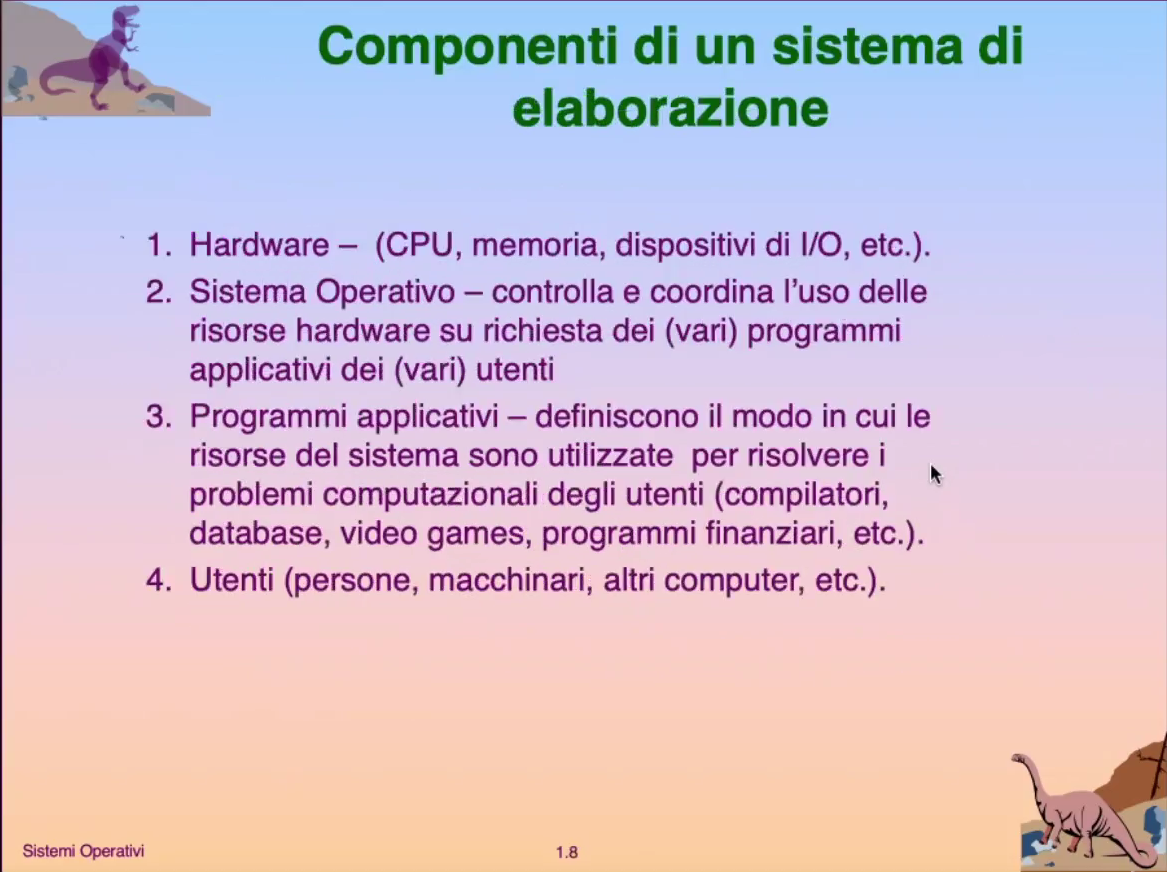 Componenti di un sistema di
elaborazione
1. Hardware – (CPU, memoria, dispositivi di I/O, etc.).
2. Sistema Operativo – controlla e coordina l'uso delle
risorse hardware su richiesta dei (vari) programmi
applicativi dei (vari) utenti
3. Programmi applicativi – definiscono il modo in cui le
risorse del sistema sono utilizzate per risolvere i
problemi computazionali degli utenti (compilatori,
database, video games, programmi finanziari, etc.).
4. Utenti (persone, macchinari, altri computer, etc.).
Sistemi Operativi
1.8